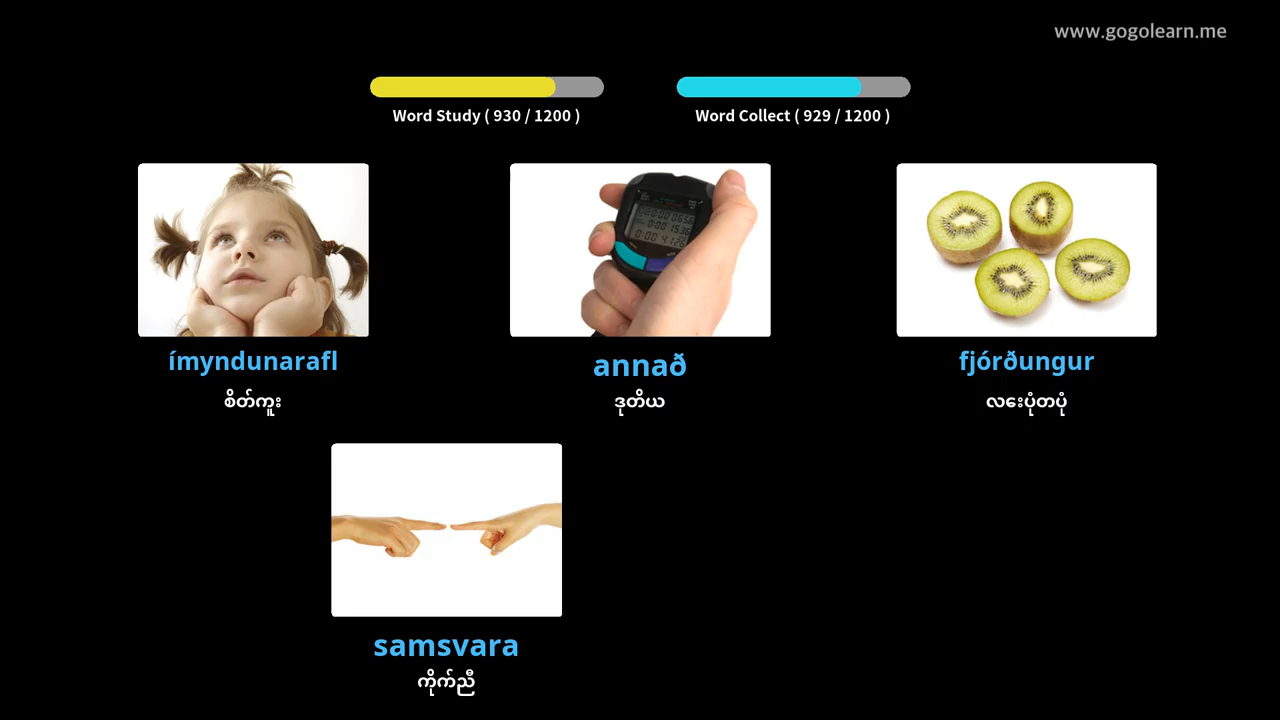 www.gogolearn.me
Word Study ( 930 / 1200 )
Word Collect ( 929 / 1200 )
ímyndunarafl
annað
fjórðungur
စိတ်ကူး
ဒုတိယ
လေးပုံတပုံ
samsvara
ကိုက်ညီ